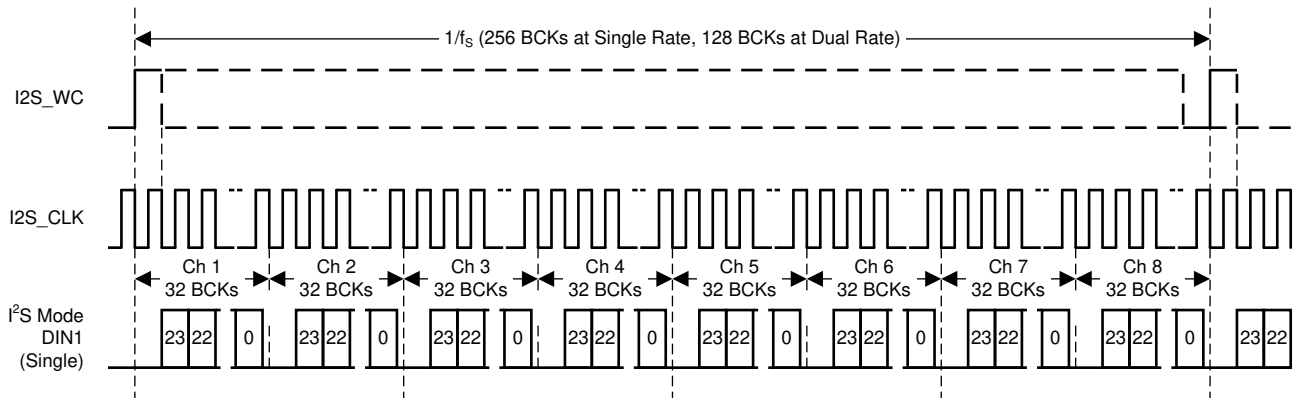 1/fS (256 BCKs at Single Rate, 128 BCKs at Dual Rate)
I2S_WC
I2S_CLK
Ch 1 Ch 2 Ch 3 Ch 4 Ch 5 Ch 6 Ch 7 Ch 8
32 BCKs 32 BCKs 32 BCKs 32 BCKs 32 BCKs 32 BCKs 32 BCKs 32 BCKs
I²S Mode
DIN1
(Single)
23 22 0 23 22 0 23 22 0 23 22 0 23 22 0 23 22 0 23 22 0 23 22 0 23 22